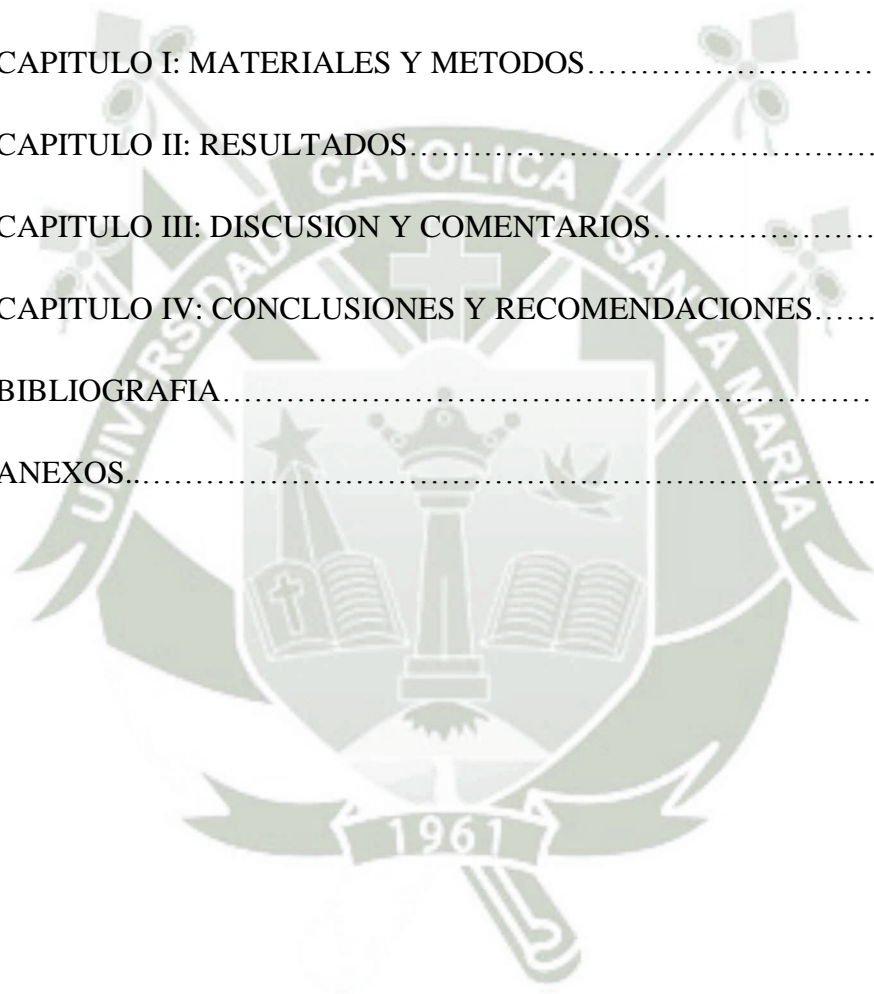 CAPITULO I: MATERIALES Y METODOS……………………
CAPITULO II: RESULTADOS…………………………………
CAPITULO III: DISCUSION Y COMENTARIOS………………
CAPITULO IV: CONCLUSIONES Y RECOMENDACIONES……
BIBLIOGRAFIA…………………………………………………
ANEXOS..………………………………………………………
UNIVERSIDAD CATOLICA SANTA MARIA
1961